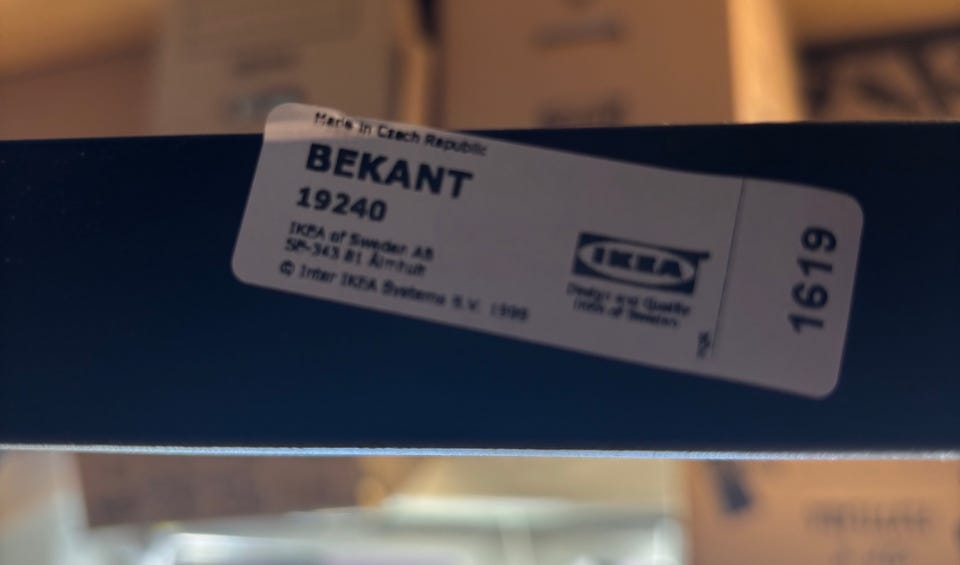 Made in Czech Republic
BEKANT
19240
IKEA of Sweden AB
SE-343 81 Älmhult
© Inter IKEA Systems B.V. 1999
IKEA
Design and Quality
IKEA of Sweden
1619